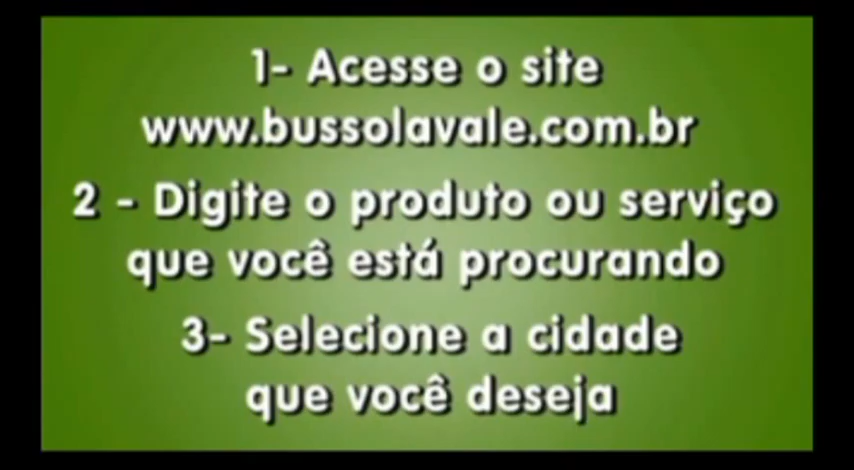 1- Acesse o site
www.bussolavale.com.br
2 - Digite o produto ou serviço
que você está procurando
3- Selecione a cidade
que você deseja